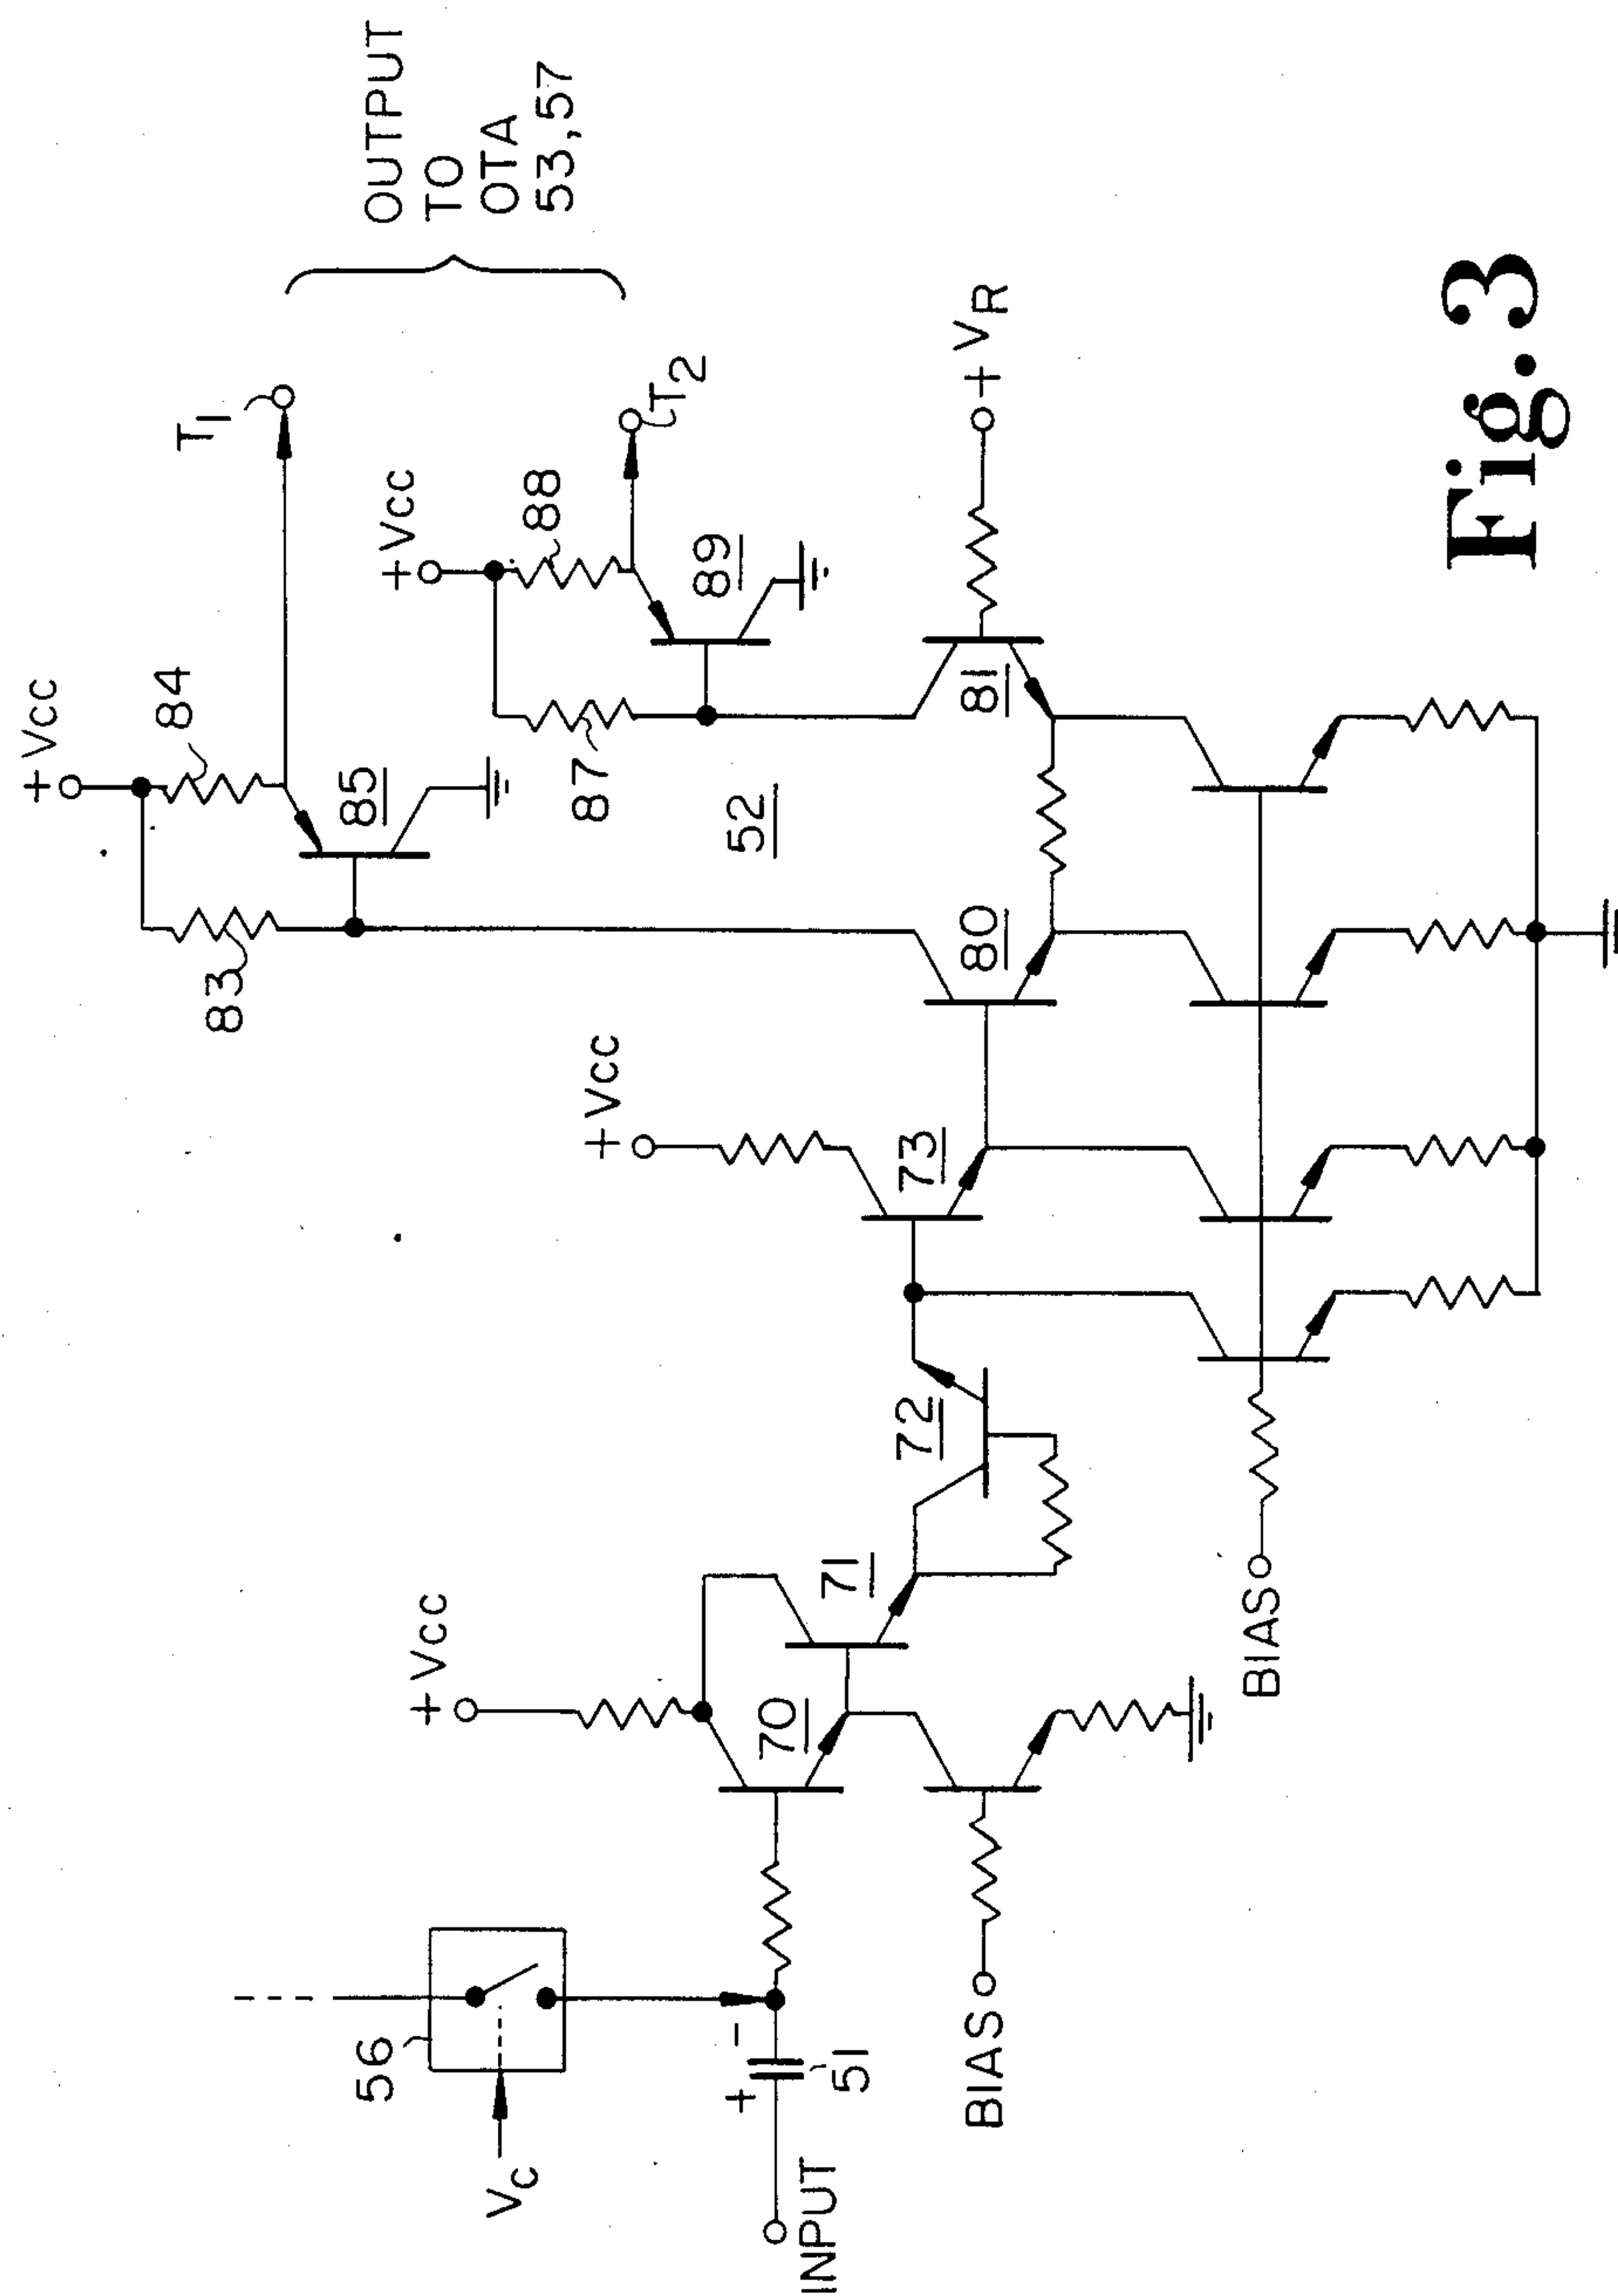 +Vcc
84
T1
83
85
+Vcc
88
T2
87
89
OUTPUT
TO
OTA
53,57
52
+Vcc
+Vcc
56
VC
70
71
72
73
80
81
+VR
+
-
51
INPUT
BIAS
BIAS
Fig. 3